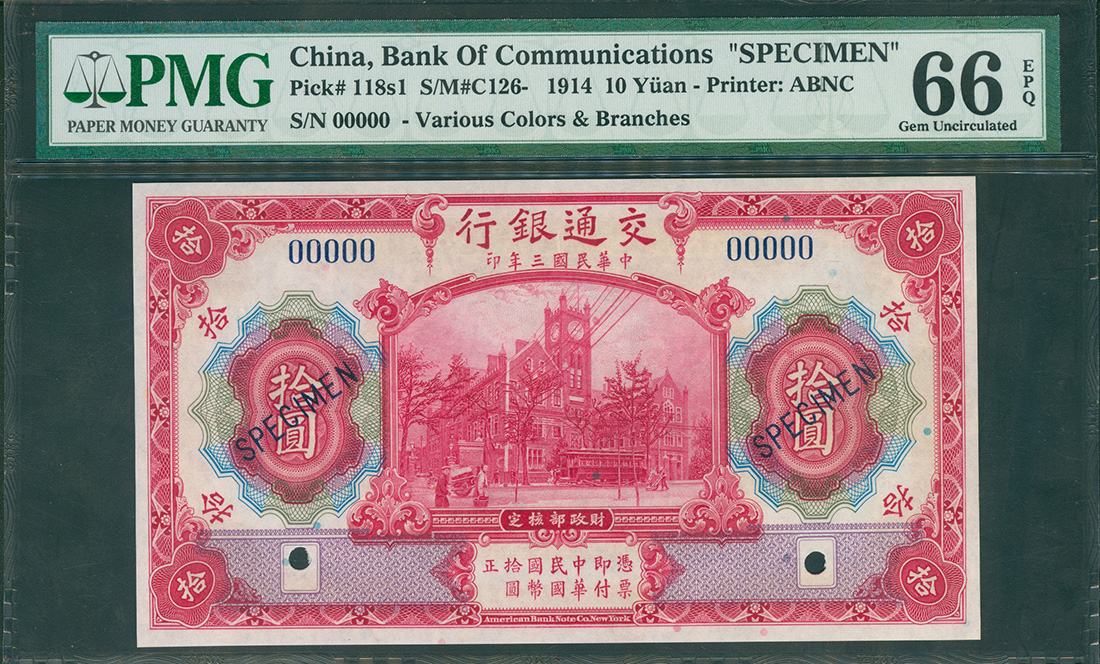 PMG
PAPER MONEY GUARANTY
China, Bank Of Communications "SPECIMEN"
Pick# 118s1 S/M#C126- 1914 10 Yüan - Printer: ABNC
S/N 00000 - Various Colors & Branches
66
EPQ
Gem Uncirculated
拾
拾
交通銀行
中華民國三年印
00000
00000
拾
拾
拾圓
SPECIMEN
拾圓
SPECIMEN
拾
拾
財政部核定
憑票
即付
中華
民國
國幣
拾圓
正
拾
拾
American Bank Note Co. New York